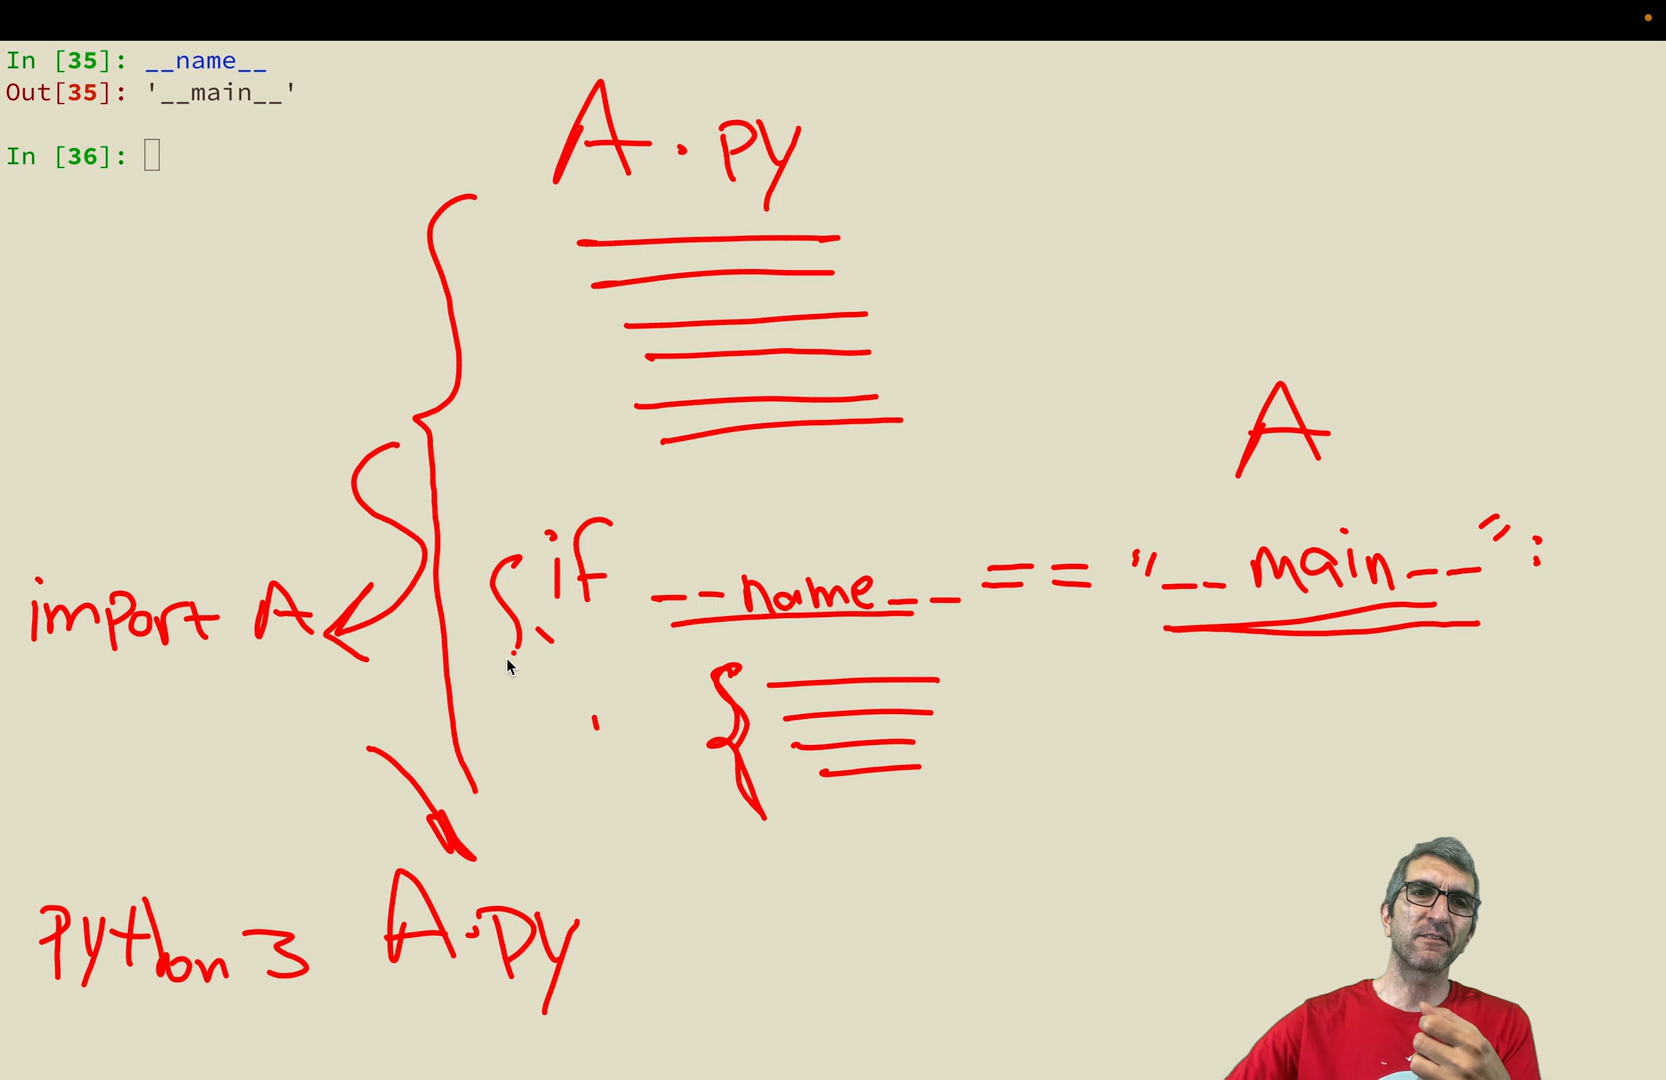 In [35]: __name__
Out[35]: '__main__'
In [36]:
A.py
A
if __name__ == "__main__":
import A
Python3 A.py